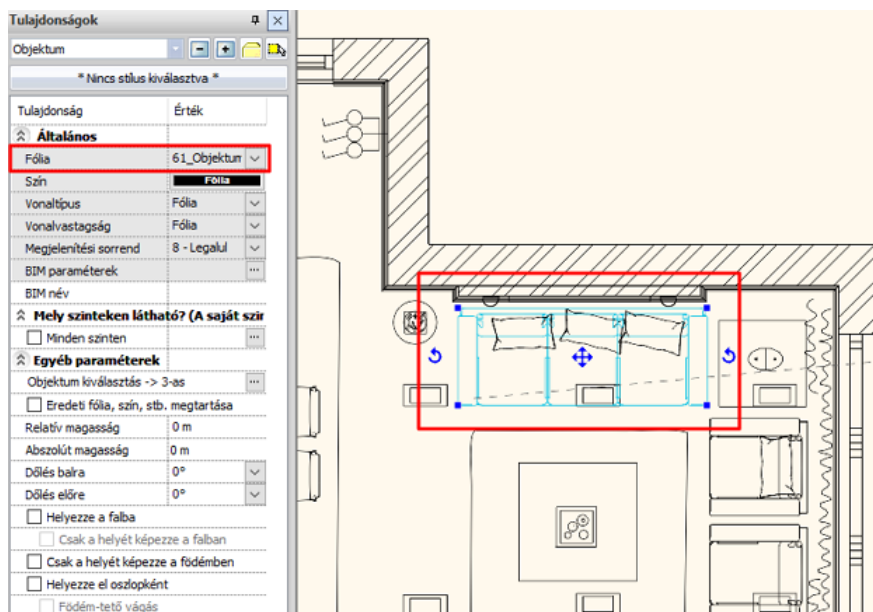 Tulajdonságok
Objektum
* Nincs stílus kiválasztva *
Tulajdonság Érték
Általános
Fólia 61_Objektum
Szín Fólia
Vonaltípus Fólia
Vonalvastagság Fólia
Megjelenítési sorrend 8 - Legalul
BIM paraméterek
BIM név
Mely szinteken látható? (A saját szir
Minden szinten
Egyéb paraméterek
Objektum kiválasztás -> 3-as
Eredeti fólia, szín, stb. megtartása
Relatív magasság 0 m
Abszolút magasság 0 m
Dőlés balra 0°
Dőlés előre 0°
Helyezze a falba
Csak a helyét képezze a falban
Csak a helyét képezze a födémben
Helyezze el oszlopként
Födém-tető vágás